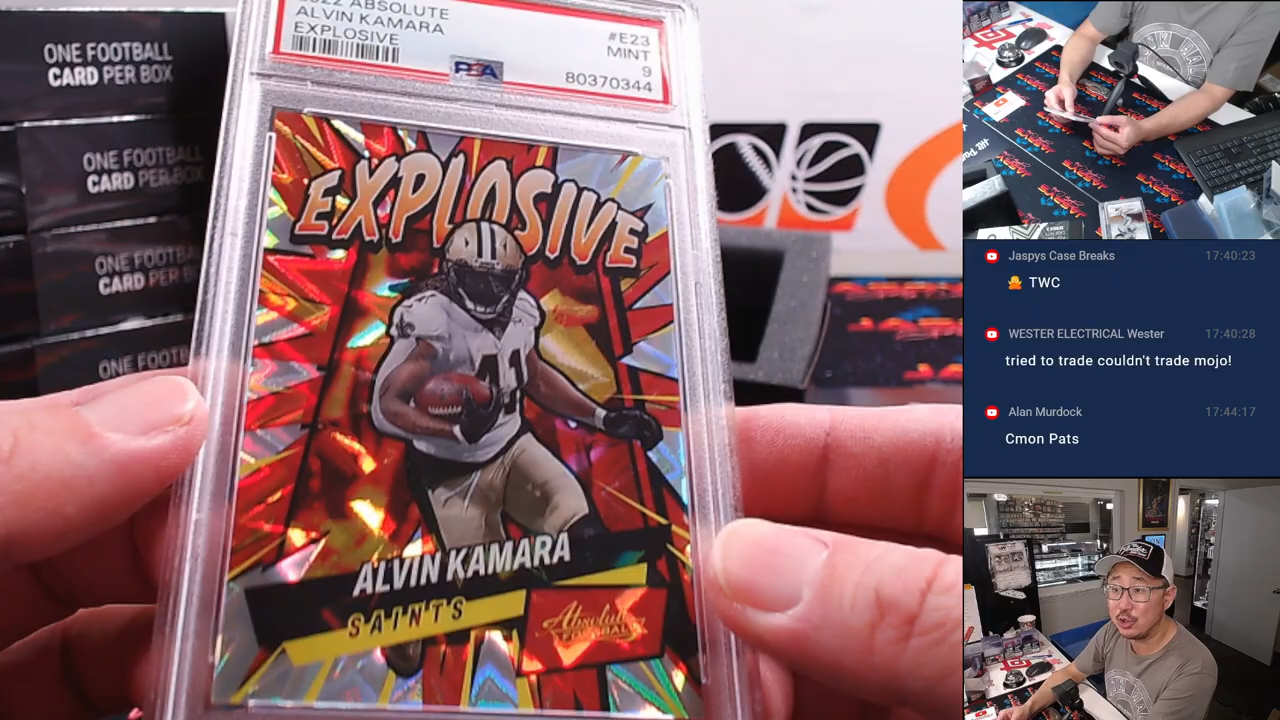 ONE FOOTBALL
CARD PER BOX
ONE FOOTBALL
CARD PER BOX
ONE FOOTBALL
CARD PER B
ONE FOOTB
2022 ABSOLUTE
ALVIN KAMARA
EXPLOSIVE
#E23
MINT
9
PSA
80370344
EXPLOSIVE
41
ALVIN KAMARA
SAINTS
Absolute
FOOTBALL
Jaspys Case Breaks
17:40:23
TWC
WESTER ELECTRICAL Wester
17:40:28
tried to trade couldn't trade mojo!
Alan Murdock
17:44:17
Cmon Pats